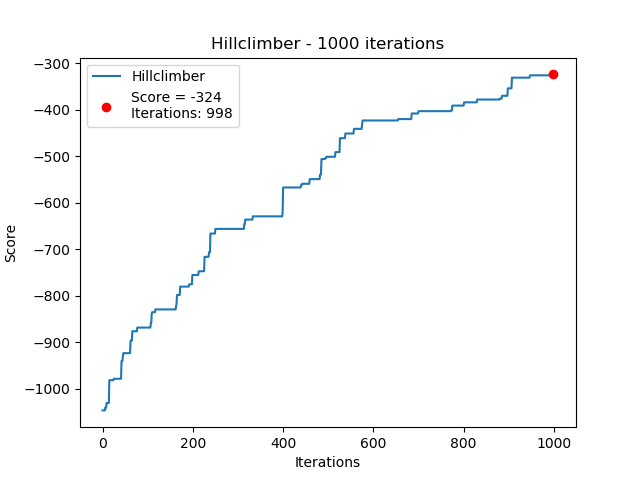 Hillclimber - 1000 iterations
Hillclimber
Score = -324
Iterations: 998
−300
−400
−500
−600
−700
−800
−900
−1000
Score
0
200
400
600
800
1000
Iterations